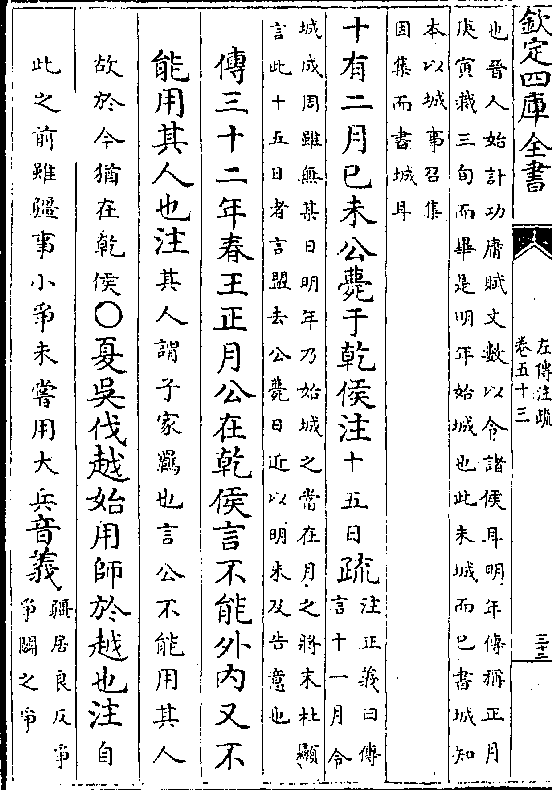 欽定四庫全書
左傳注疏
卷五十三
三十二
也晉人始計功庸賦丈數以令諸侯耳明年傳稱正月
庚寅栽三旬而畢是明年始城也此未城而已書城知
本以城事召集
因集而書城耳
十有二月已未公薨于乾侯注十五日疏注正義曰傳
言十一月令
城成周雖無其日明年乃始城之當在月之將末杜顯
言此十五日者言盟去公薨日近以明未及告意也
傳三十二年春王正月公在乾侯言不能外内又不
能用其人也注其人謂子家羈也言公不能用其人
故於今猶在乾侯○夏吳伐越始用師於越也注自
此之前雖疆事小爭未嘗用大兵音義疆居良反爭
爭鬭之爭